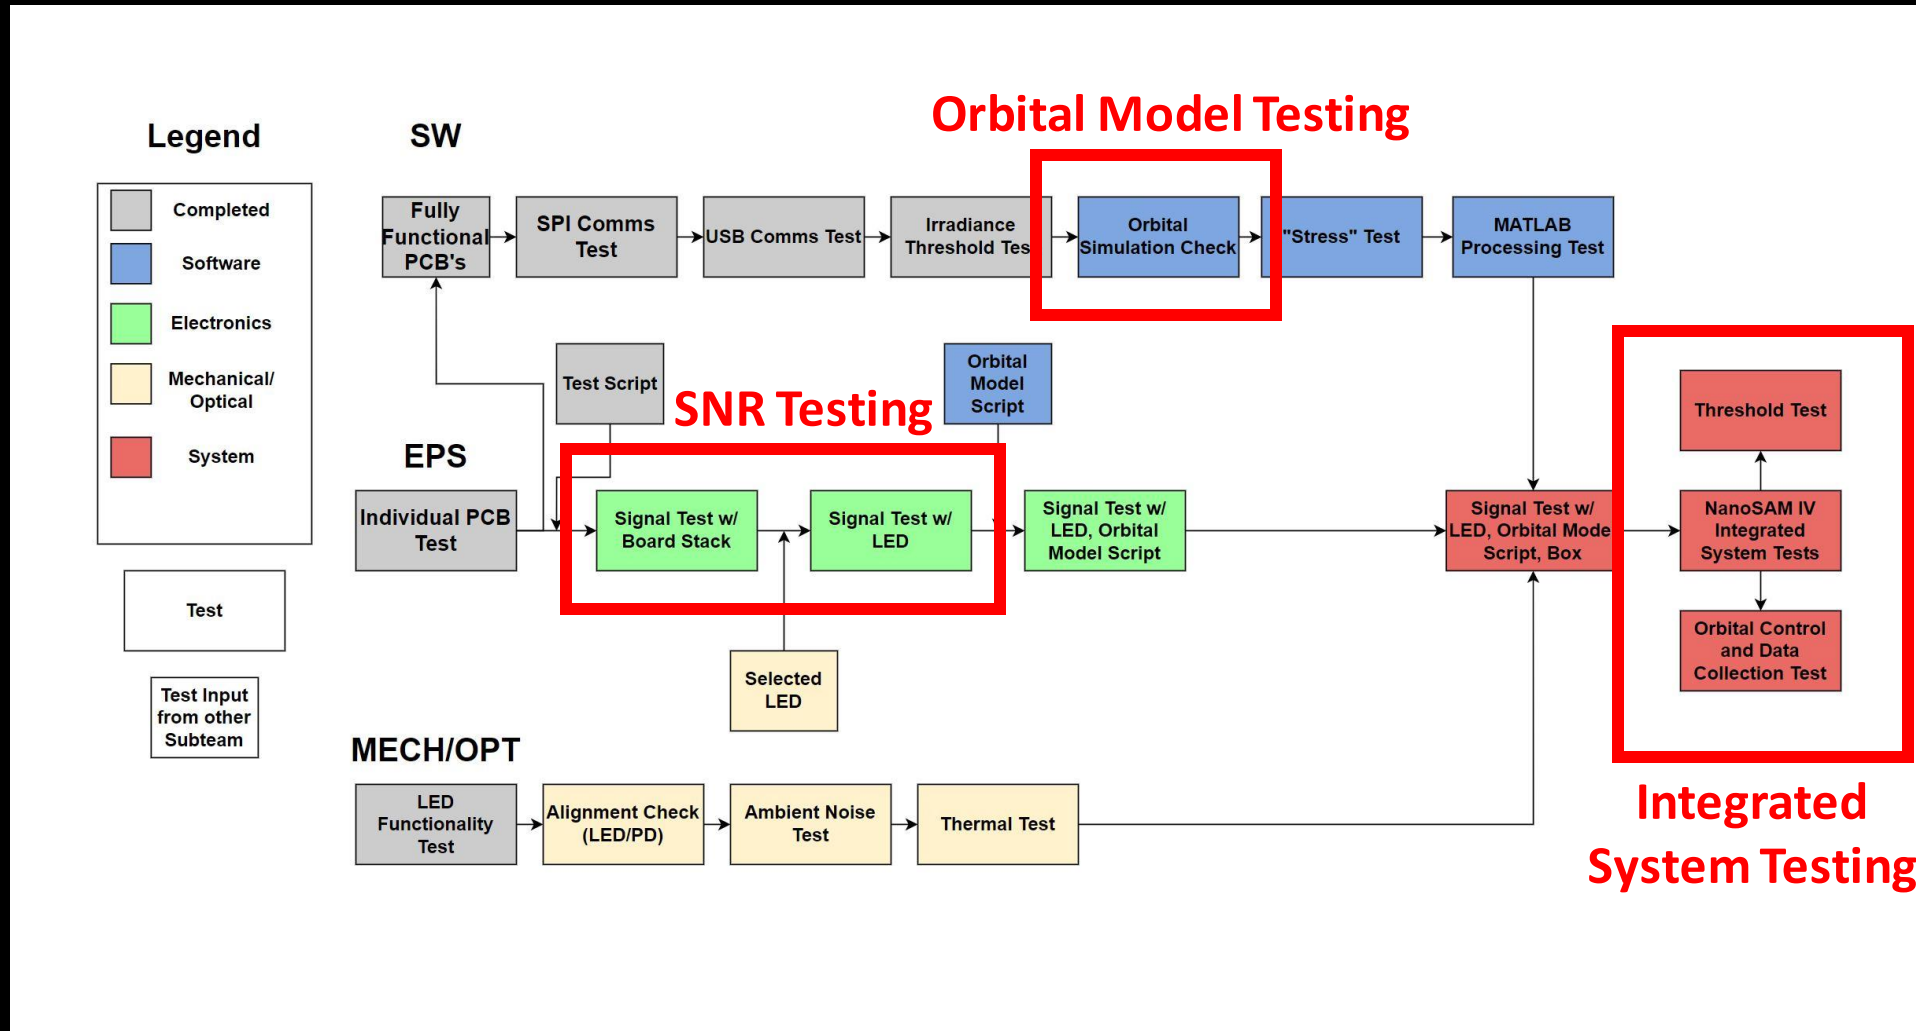 Orbital Model Testing
Legend
SW
Completed
Software
Electronics
Mechanical/
Optical
System
Test
Test Input
from other
Subteam
Fully
Functional
PCB's
SPI Comms
Test
USB Comms Test
Irradiance
Threshold Tes
Orbital
Simulation Check
"Stress" Test
MATLAB
Processing Test
Test Script
SNR Testing
Orbital
Model
Script
EPS
Individual PCB
Test
Signal Test w/
Board Stack
Signal Test w/
LED
Signal Test w/
LED, Orbital
Model Script
Signal Test w/
LED, Orbital Mode
Script, Box
Threshold Test
NanoSAM IV
Integrated
System Tests
Orbital Control
and Data
Collection Test
Selected
LED
MECH/OPT
LED
Functionality
Test
Alignment Check
(LED/PD)
Ambient Noise
Test
Thermal Test
Integrated
System Testing